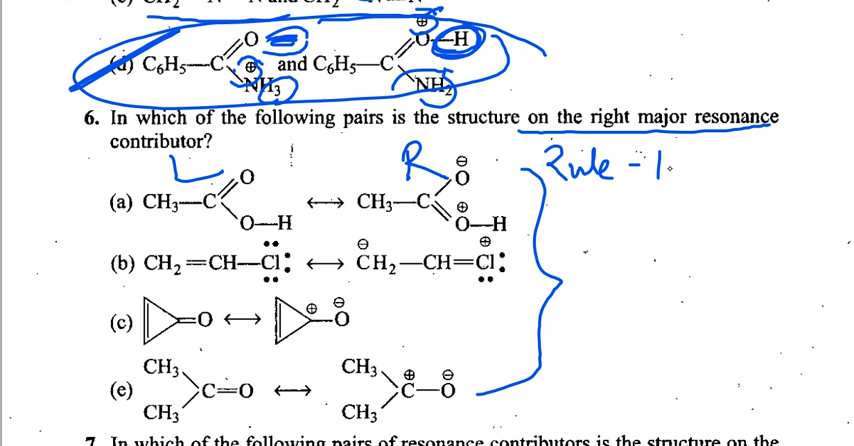 (d) C₆H₅—C O ⊕ NH₃ and C₆H₅—C ⊕ O—H NH₂
6. In which of the following pairs is the structure on the right major resonance
contributor?
L R Rule - 1.
(a) CH₃—C O O—H ⟷ CH₃—C ⊖ O ⊕ O—H
(b) CH₂=CH—Cl: ⟷ ⊖ CH₂—CH=Cl: ⊕
(c) =O ⟷ ⊕ ⊖ O
(e) CH₃ CH₃ C=O ⟷ CH₃ CH₃ ⊕ C—O ⊖
7. In which of the following pairs of resonance contributors is the structure on the